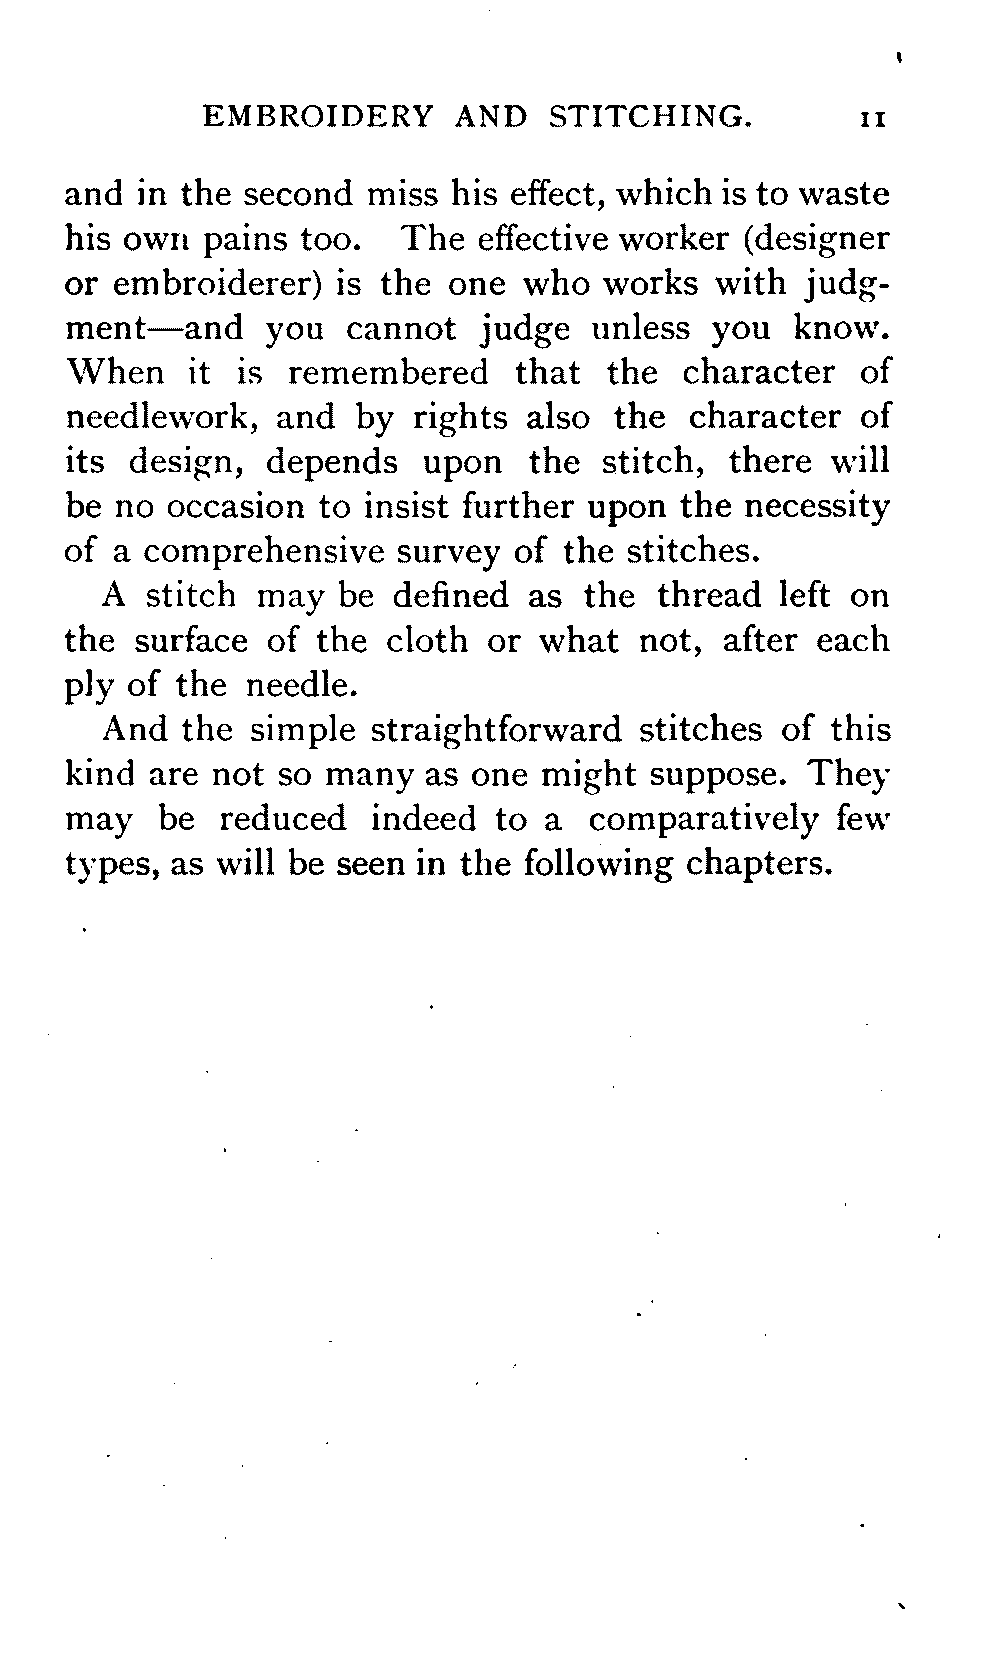 EMBROIDERY AND STITCHING. 11
and in the second miss his effect, which is to waste
his own pains too. The effective worker (designer
or embroiderer) is the one who works with judg-
ment—and you cannot judge unless you know.
When it is remembered that the character of
needlework, and by rights also the character of
its design, depends upon the stitch, there will
be no occasion to insist further upon the necessity
of a comprehensive survey of the stitches.
A stitch may be defined as the thread left on
the surface of the cloth or what not, after each
ply of the needle.
And the simple straightforward stitches of this
kind are not so many as one might suppose. They
may be reduced indeed to a comparatively few
types, as will be seen in the following chapters.